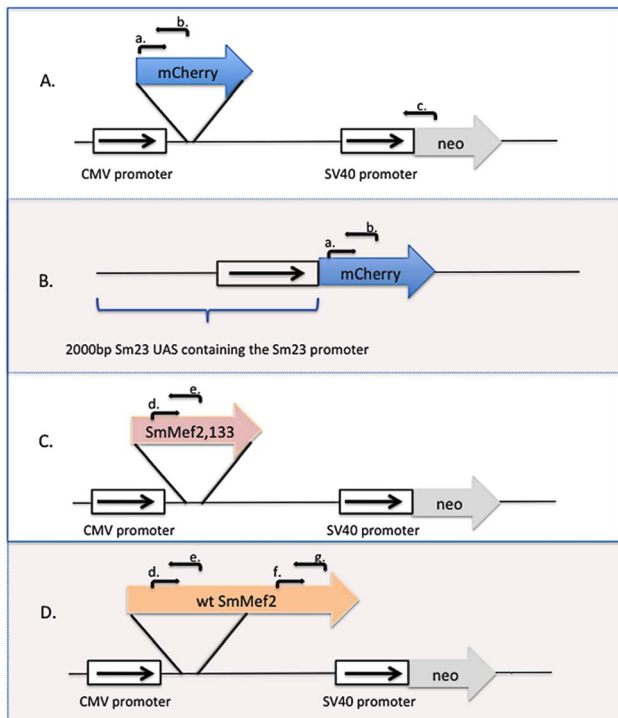 b.
a.
mCherry
A.
c.
neo
CMV promoter
SV40 promoter
b.
a.
mCherry
B.
2000bp Sm23 UAS containing the Sm23 promoter
e.
d.
SmMef2,133
C.
neo
CMV promoter
SV40 promoter
e.
g.
d.
f.
wt SmMef2
D.
neo
CMV promoter
SV40 promoter